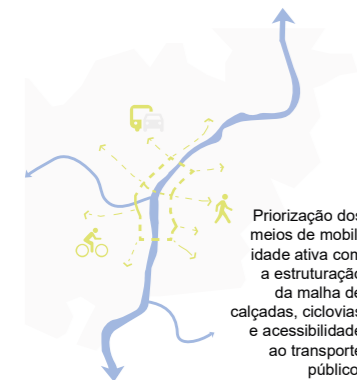 Priorização dos
meios de mobil
idade ativa com
a estruturação
da malha de
calçadas, ciclovias
e acessibilidade
ao transporte
público